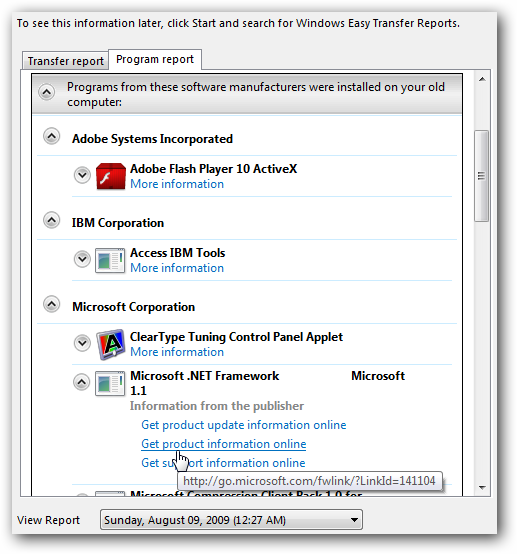 To see this information later, click Start and search for Windows Easy Transfer Reports.
Transfer report Program report
Programs from these software manufacturers were installed on your old
computer:
Adobe Systems Incorporated
Adobe Flash Player 10 ActiveX
More information
IBM Corporation
Access IBM Tools
More information
Microsoft Corporation
ClearType Tuning Control Panel Applet
More information
Microsoft .NET Framework Microsoft
1.1
Information from the publisher
Get product update information online
Get product information online
Get support information online
http://go.microsoft.com/fwlink/?LinkId=141104
Microsoft Compression Client Pack 1.0 for
View Report Sunday, August 09, 2009 (12:27 AM)